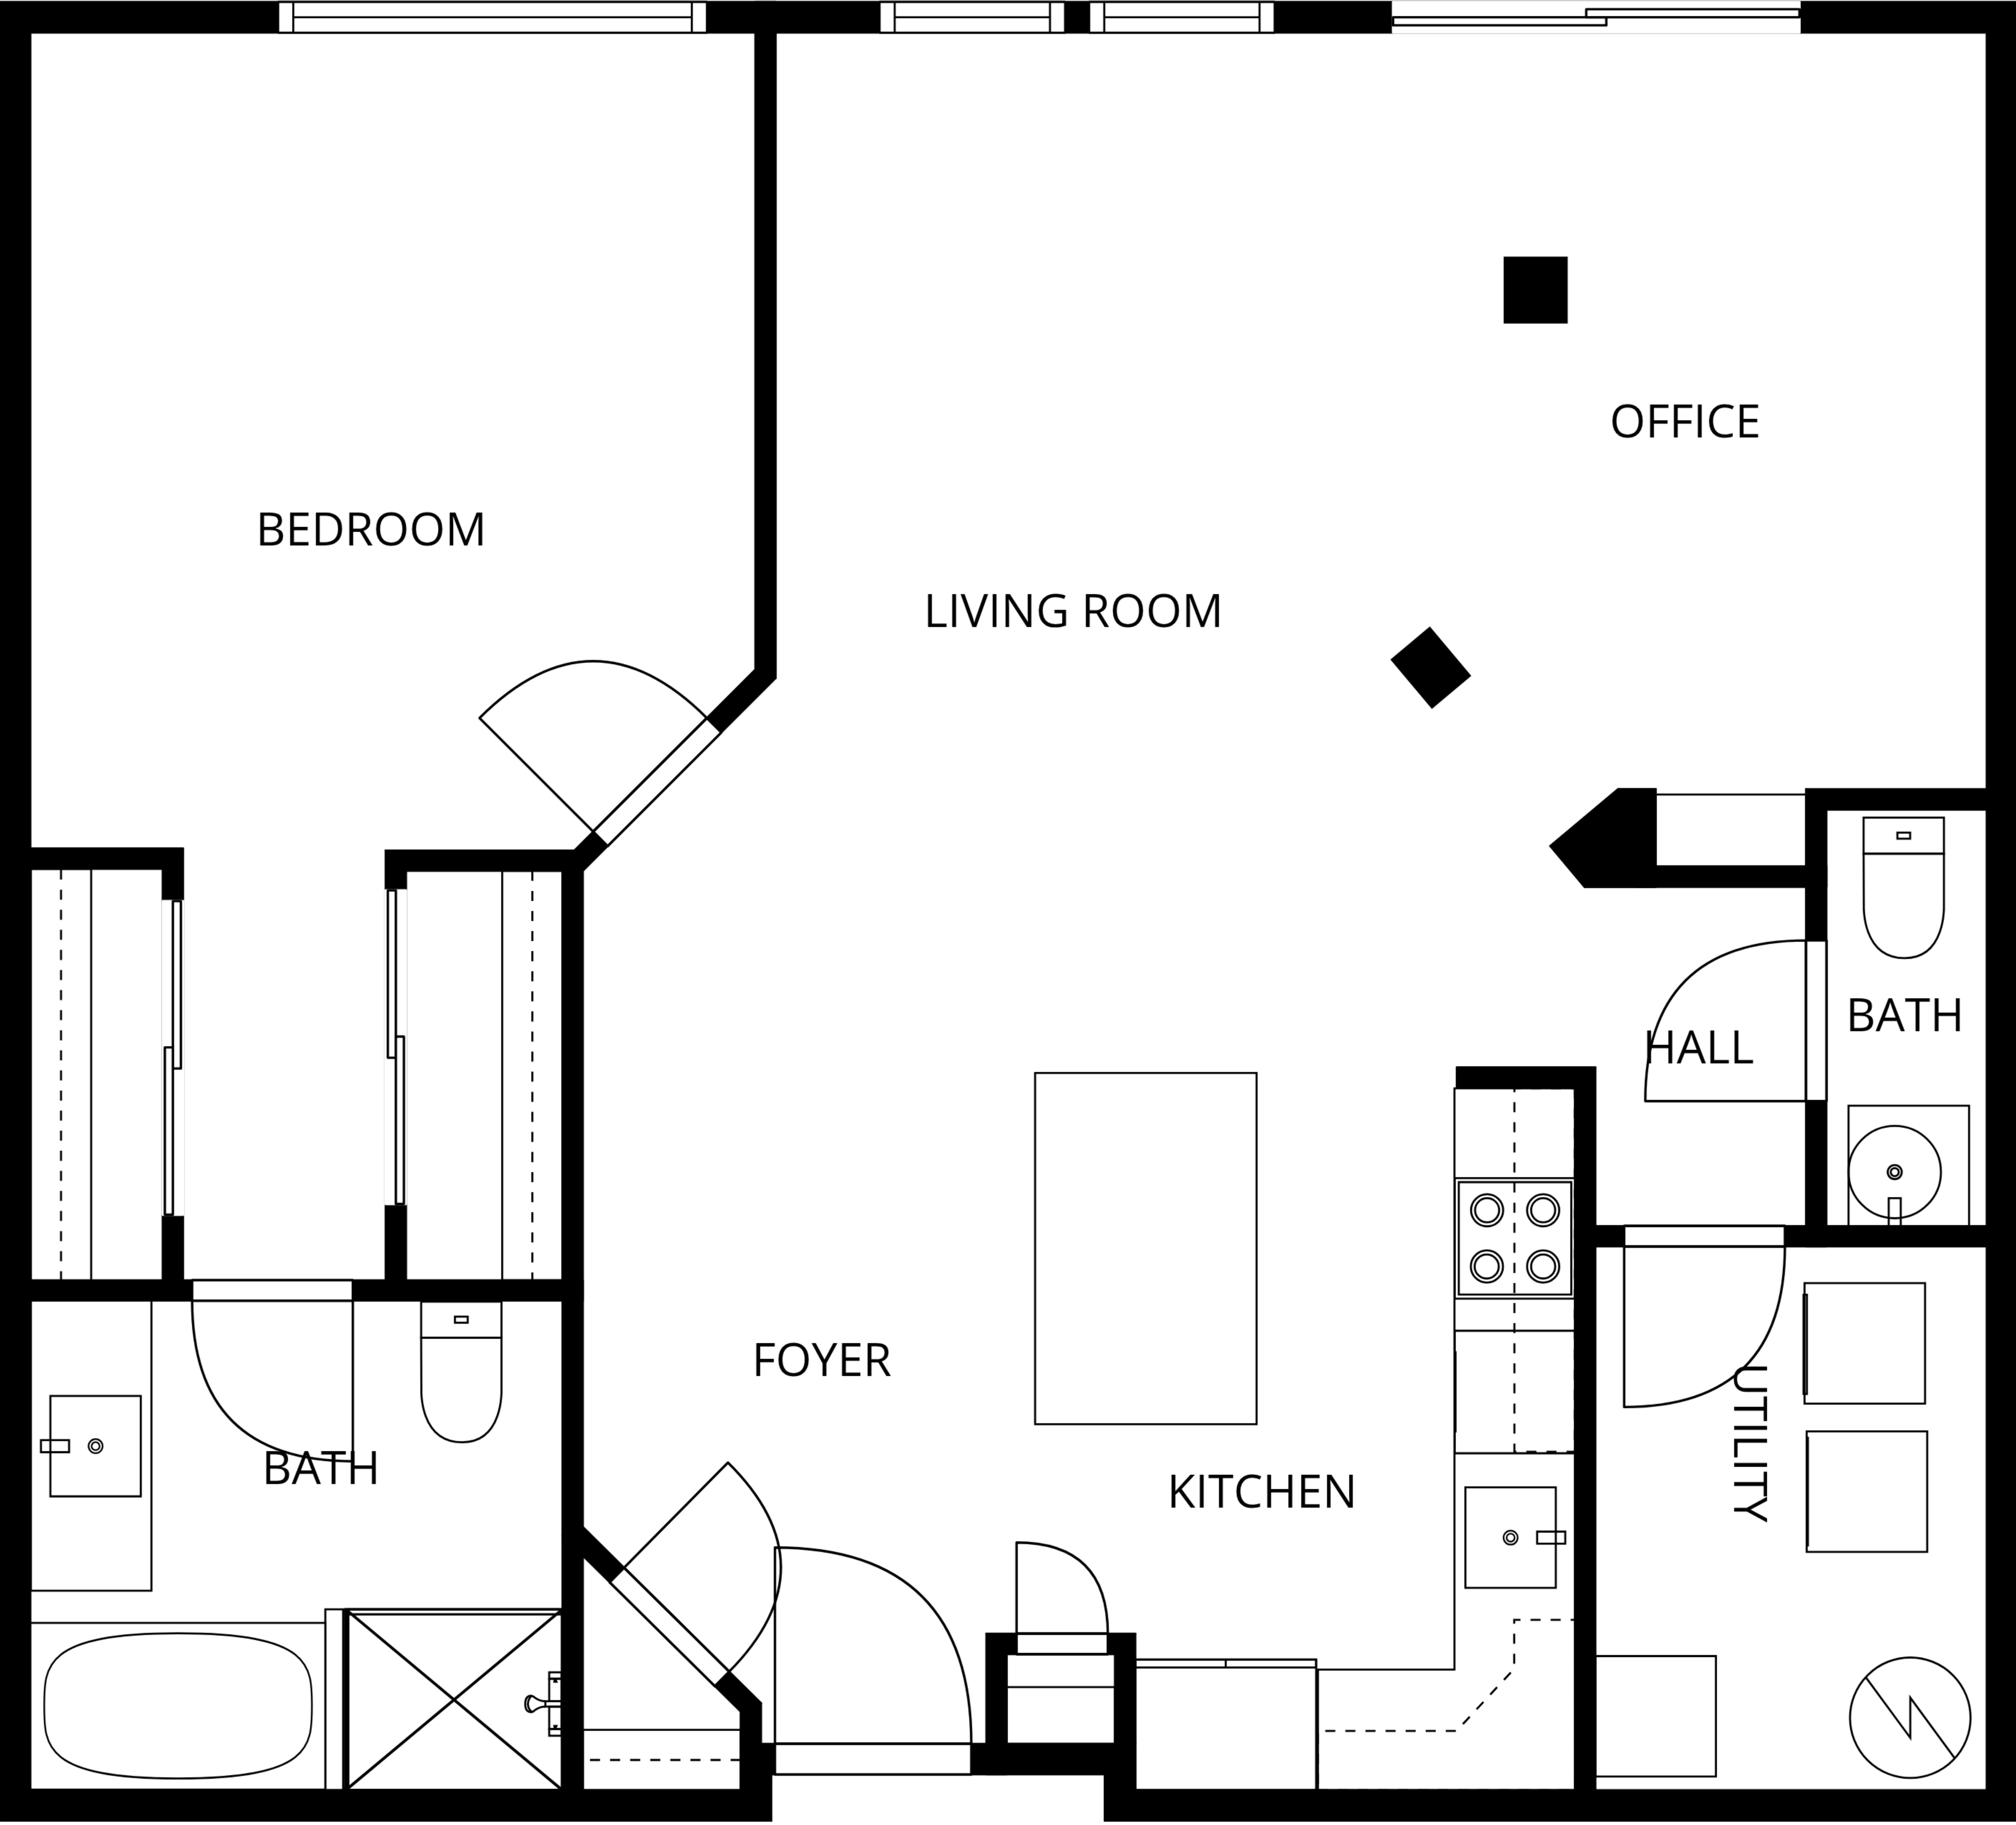 OFFICE
BEDROOM
LIVING ROOM
BATH
HALL
FOYER
UTILITY
BATH
KITCHEN